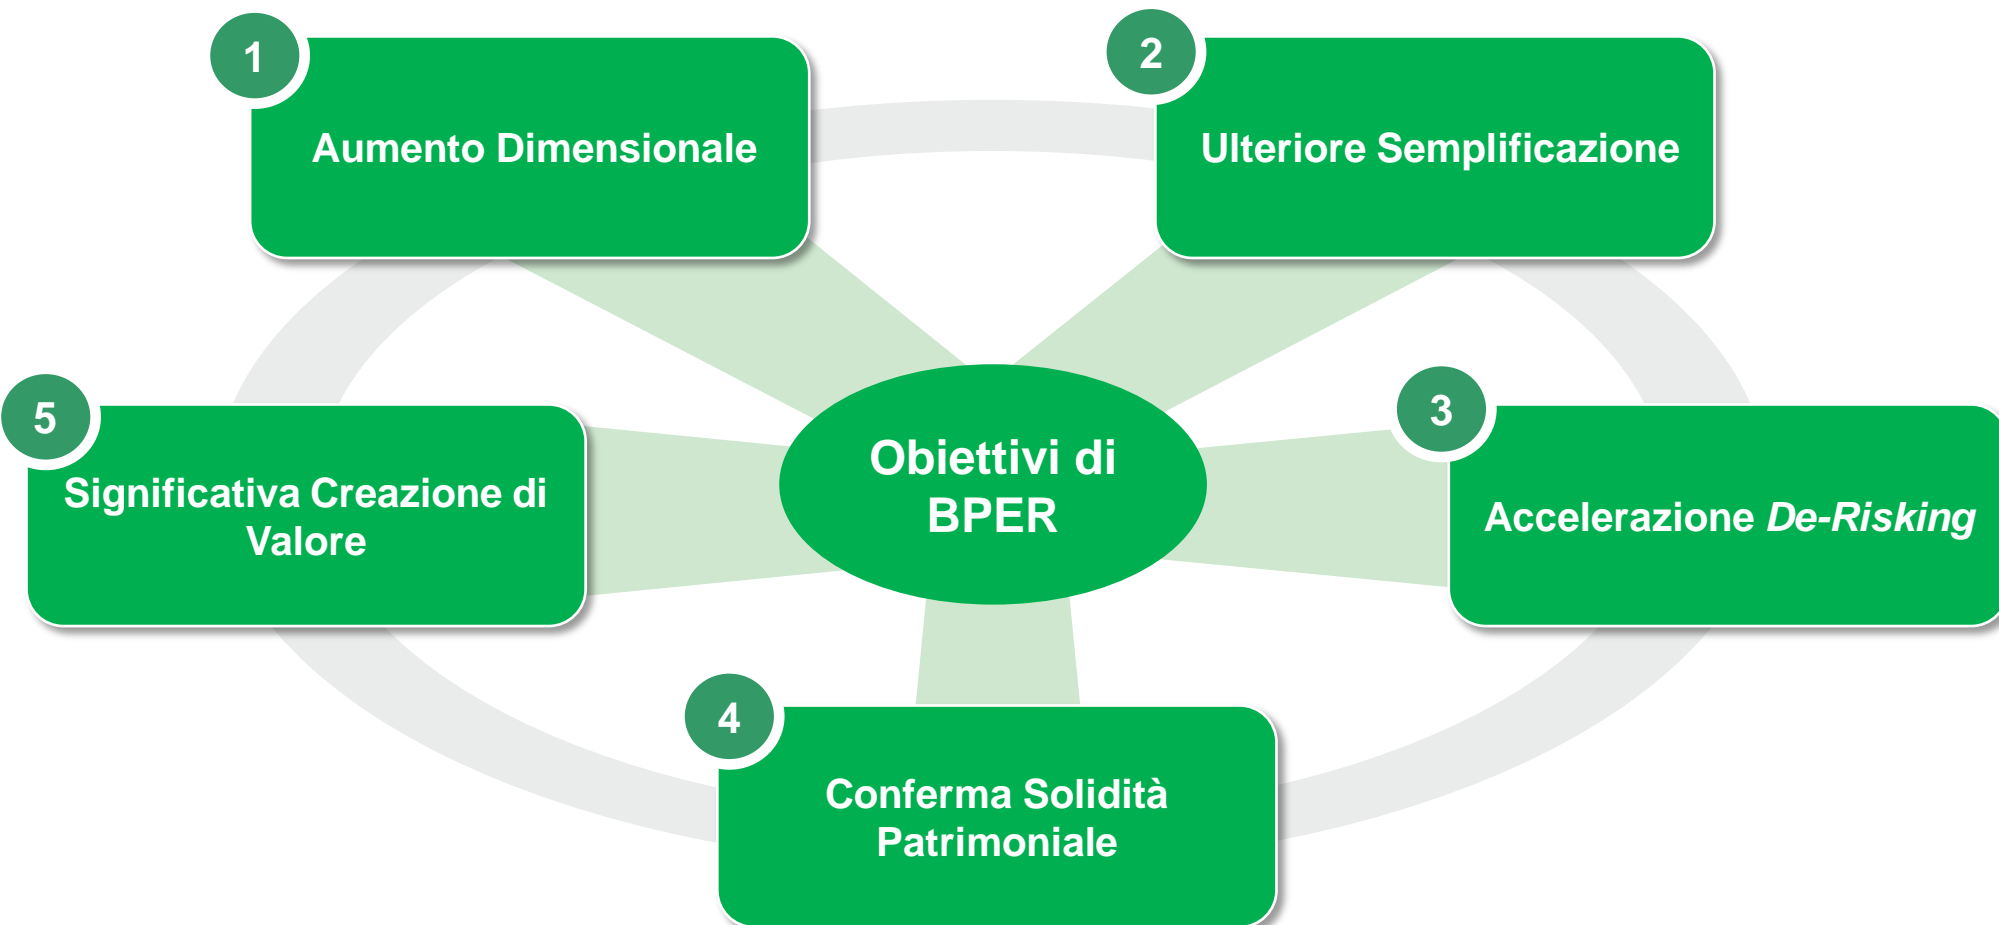 1
Aumento Dimensionale
2
Ulteriore Semplificazione
3
Accelerazione De-Risking
4
Conferma Solidità
Patrimoniale
5
Significativa Creazione di
Valore
Obiettivi di
BPER